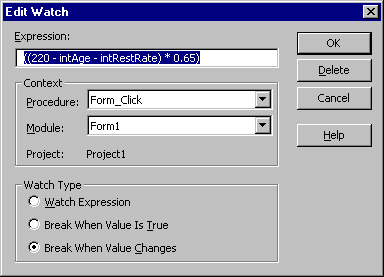 Edit Watch
Expression:
((220 - intAge - intRestRate) * 0.65)
OK
Delete
Cancel
Help
Context
Procedure: Form_Click
Module: Form1
Project: Project1
Watch Type
Watch Expression
Break When Value Is True
Break When Value Changes